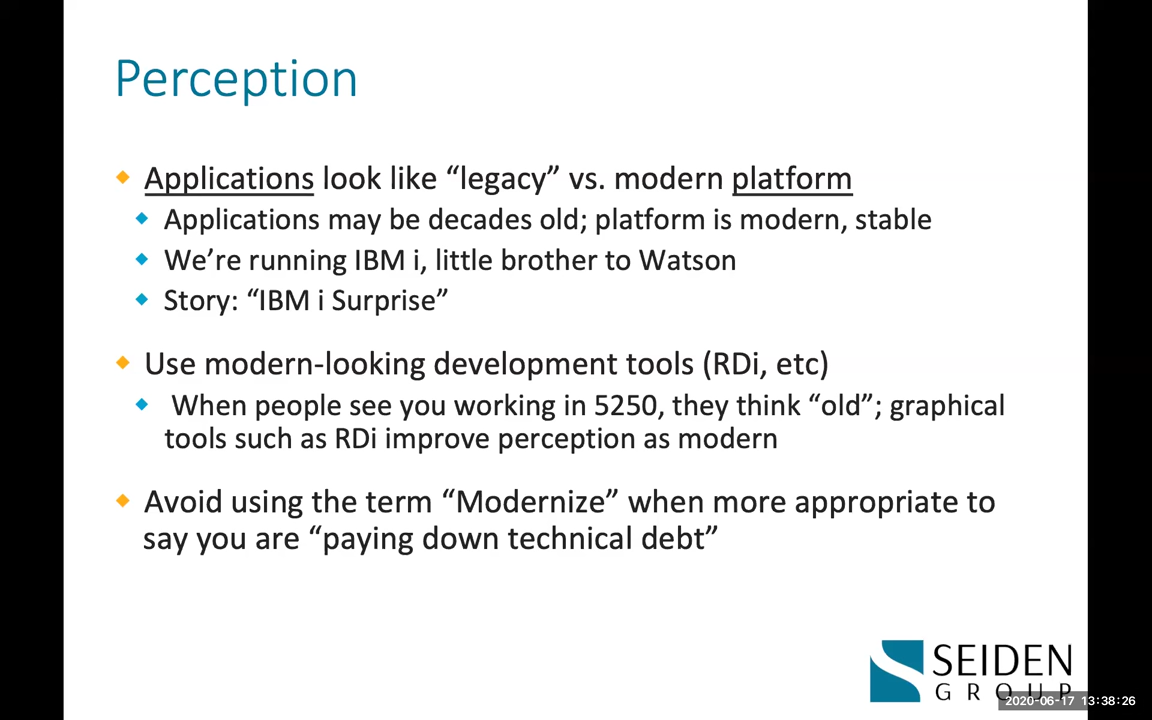 Perception
Applications look like “legacy” vs. modern platform
Applications may be decades old; platform is modern, stable
We’re running IBM i, little brother to Watson
Story: “IBM i Surprise”
Use modern-looking development tools (RDi, etc)
When people see you working in 5250, they think “old”; graphical
tools such as RDi improve perception as modern
Avoid using the term “Modernize” when more appropriate to
say you are “paying down technical debt”
SEIDEN
GROUP
2020-06-17 13:38:26